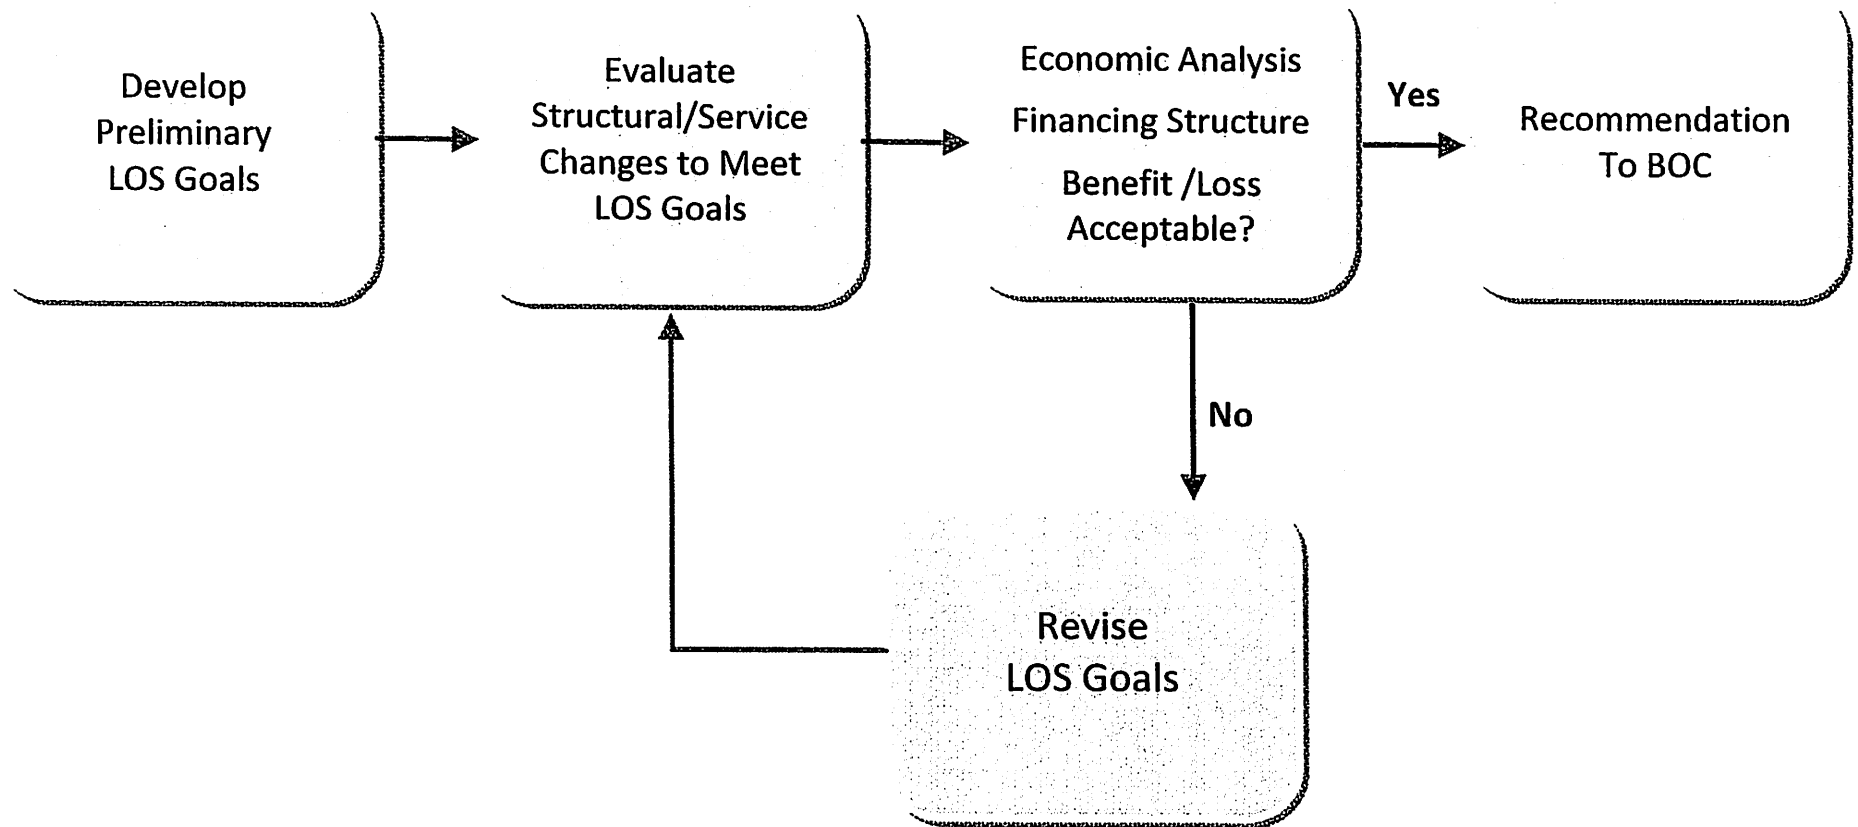 Develop
Preliminary
LOS Goals
Evaluate
Structural/Service
Changes to Meet
LOS Goals
Economic Analysis
Financing Structure
Benefit /Loss
Acceptable?
Yes
Recommendation
To BOC
No
Revise
LOS Goals